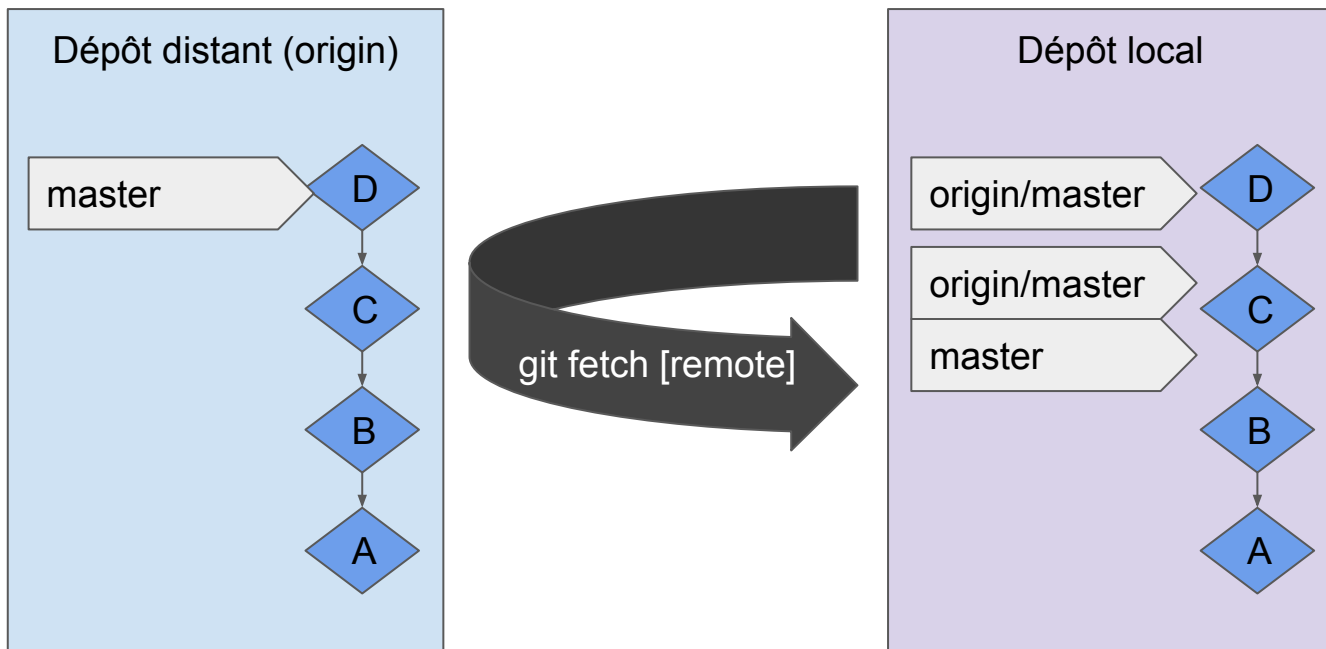 Dépôt distant (origin)
master
D
C
B
A
git fetch [remote]
Dépôt local
origin/master
D
origin/master
C
master
B
A